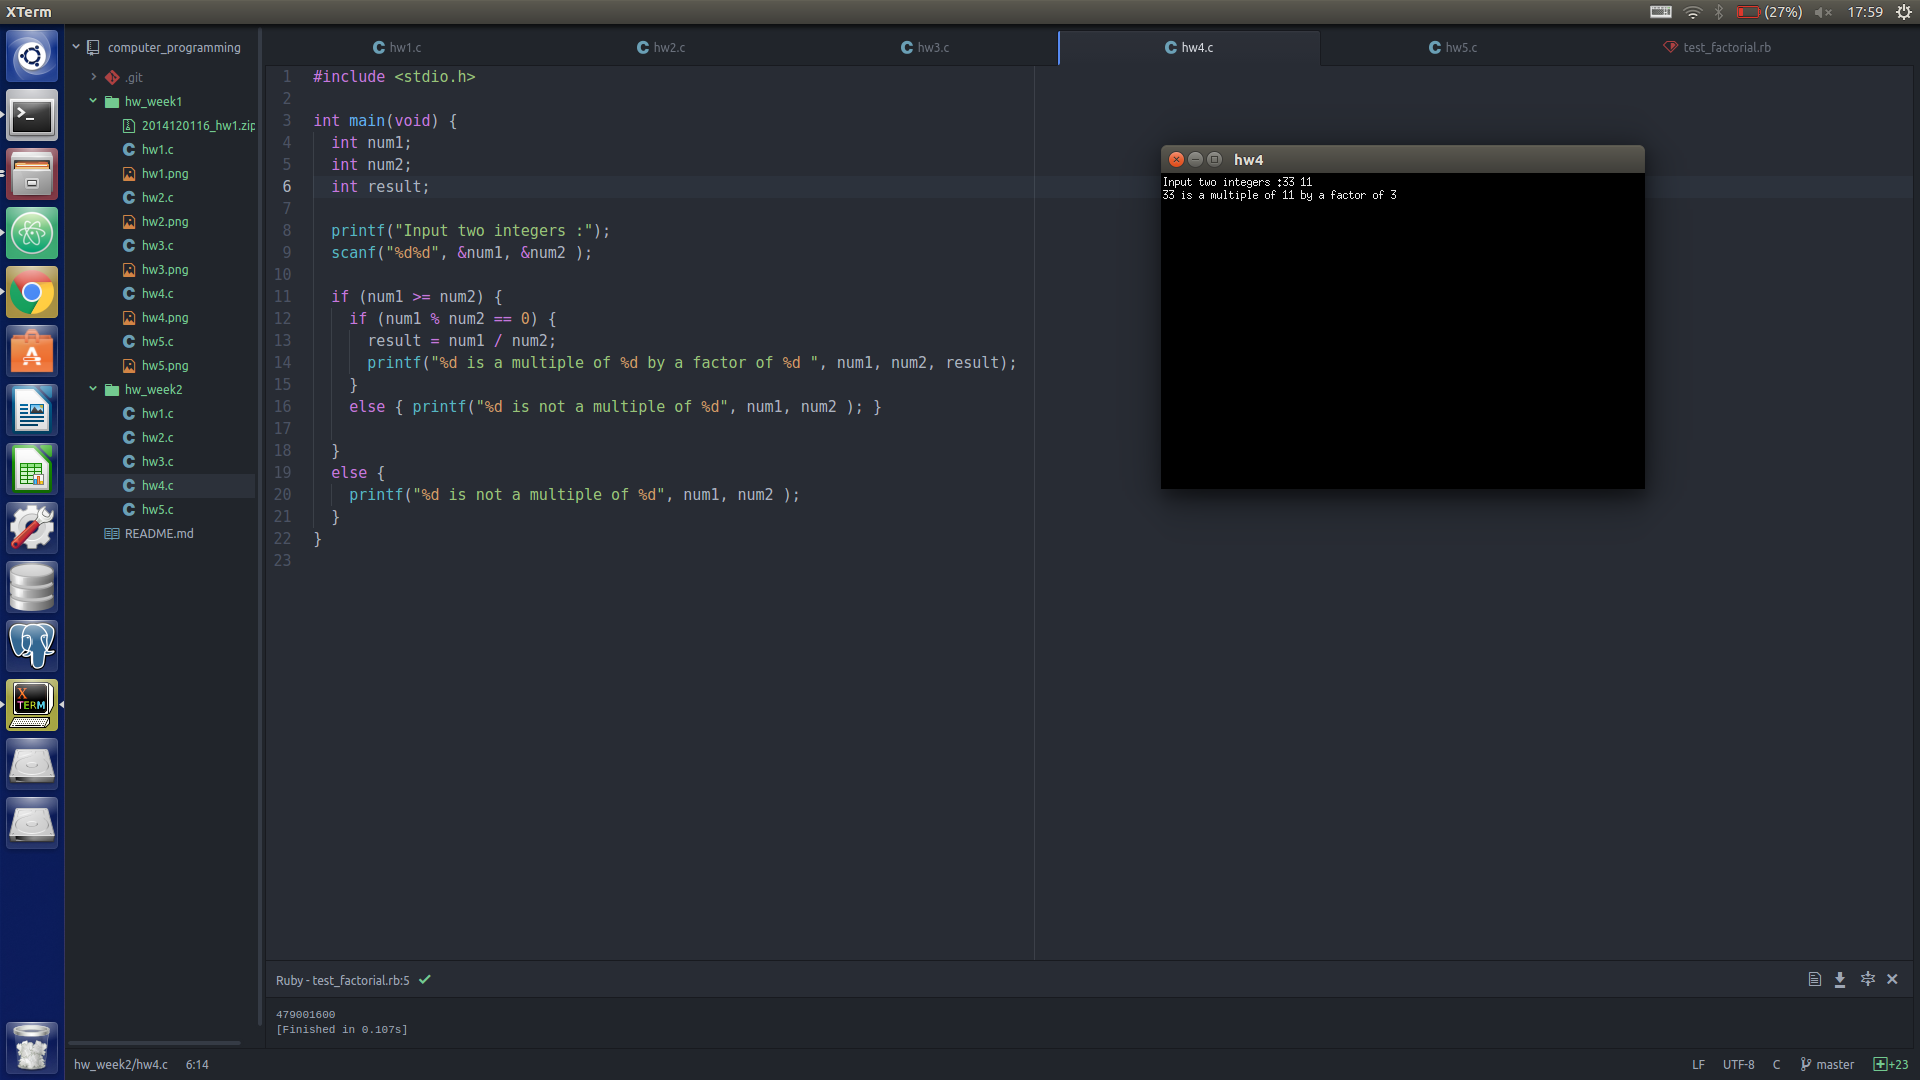 XTerm
(27%)
17:59
computer_programming
.git
hw_week1
2014120116_hw1.zip
hw1.c
hw1.png
hw2.c
hw2.png
hw3.c
hw3.png
hw4.c
hw4.png
hw5.c
hw5.png
hw_week2
hw1.c
hw2.c
hw3.c
hw4.c
hw5.c
README.md
hw1.c hw2.c hw3.c hw4.c hw5.c test_factorial.rb
1 #include <stdio.h>
2
3 int main(void) {
4 int num1;
5 int num2;
6 int result;
7
8 printf("Input two integers :");
9 scanf("%d%d", &num1, &num2 );
10
11 if (num1 >= num2) {
12 if (num1 % num2 == 0) {
13 result = num1 / num2;
14 printf("%d is a multiple of %d by a factor of %d ", num1, num2, result);
15 }
16 else { printf("%d is not a multiple of %d", num1, num2 ); }
17
18 }
19 else {
20 printf("%d is not a multiple of %d", num1, num2 );
21 }
22 }
23
hw4
Input two integers :33 11
33 is a multiple of 11 by a factor of 3
X
TERM
Ruby - test_factorial.rb:5
479001600
[Finished in 0.107s]
hw_week2/hw4.c 6:14
LF UTF-8 C master +23